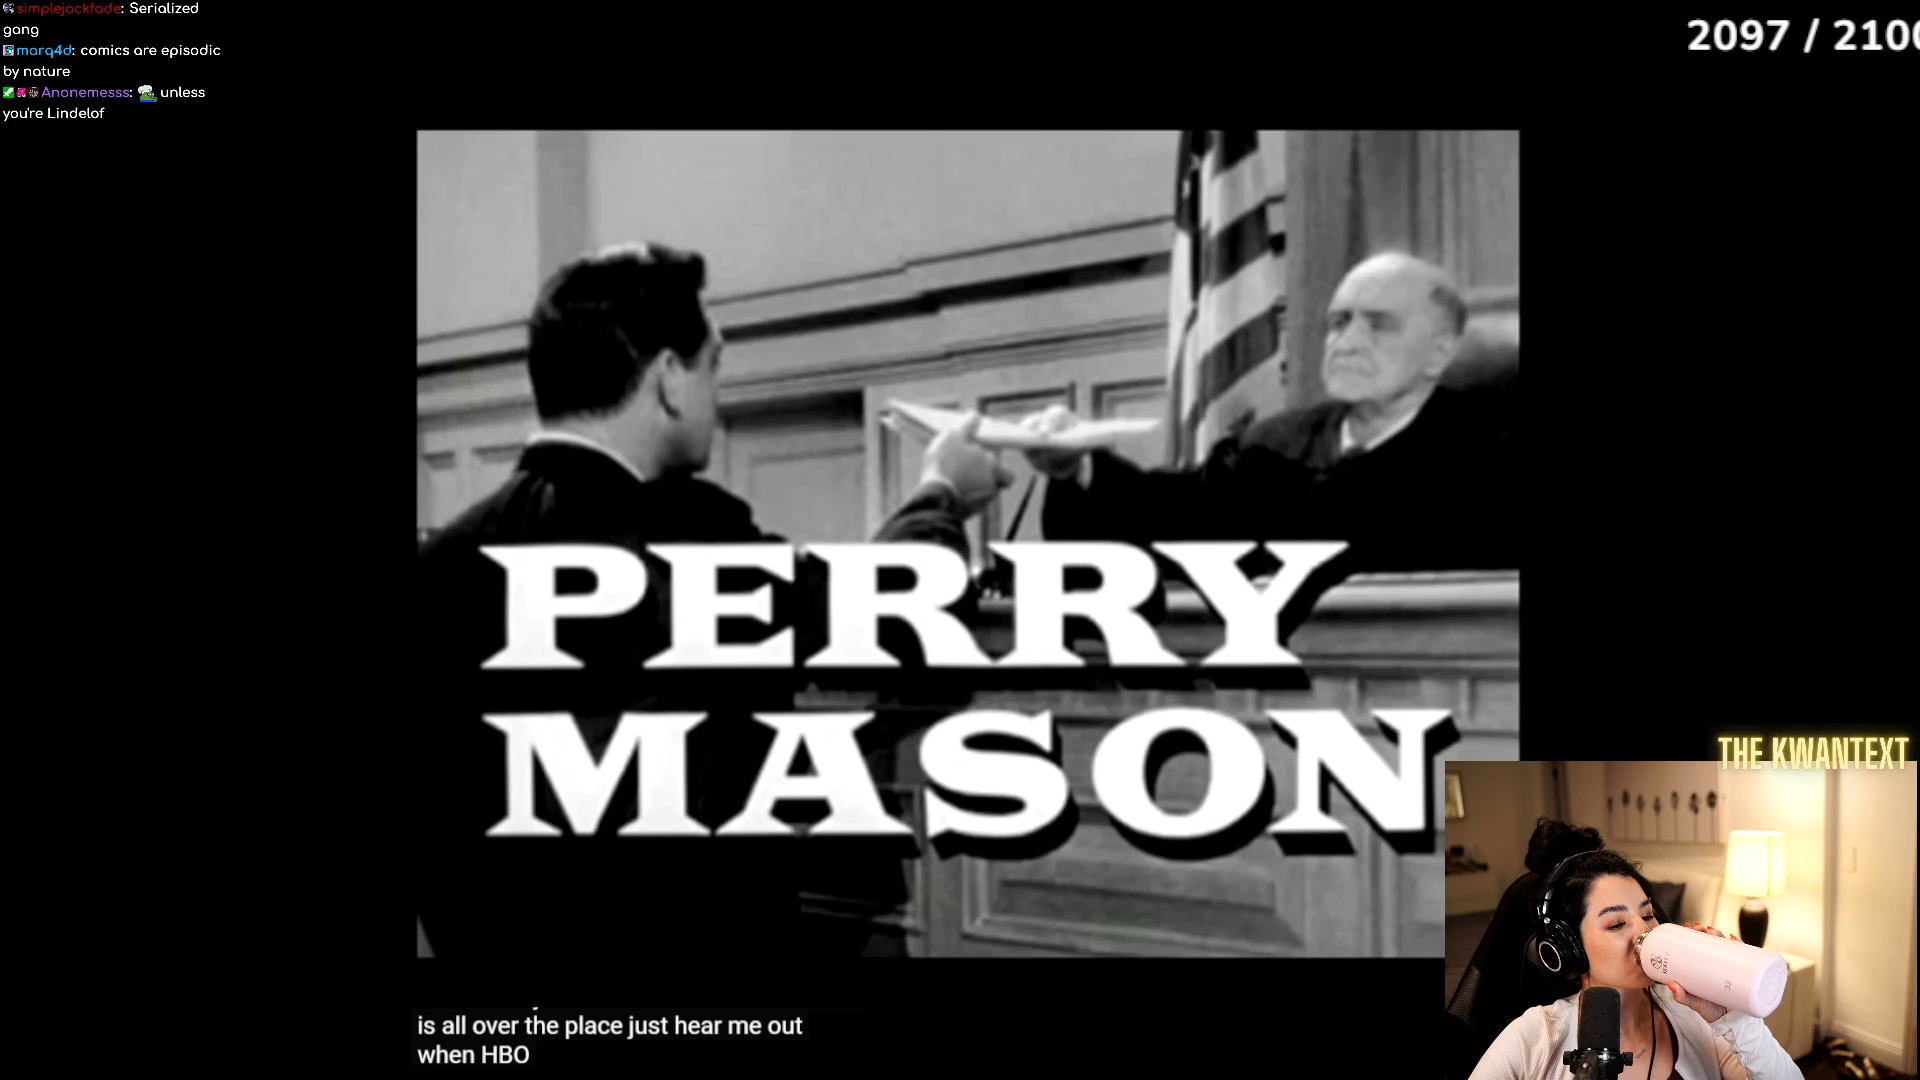 simplejackfade: Serialized
gang
marq4d: comics are episodic
by nature
Anonemesss: unless
you're Lindelof
2097 / 2100
PERRY
MASON
THE KWANTEXT
is all over the place just hear me out
when HBO
32